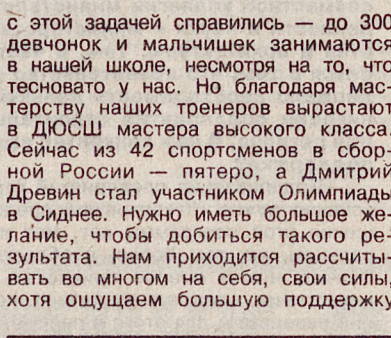 с этой задачей справились — до 300
девчонок и мальчишек занимаются
в нашей школе, несмотря на то, что
тесновато у нас. Но благодаря мас-
терству наших тренеров вырастают
в ДЮСШ мастера высокого класса.
Сейчас из 42 спортсменов в сбор-
ной России — пятеро, а Дмитрий
Древин стал участником Олимпиады
в Сиднее. Нужно иметь большое же-
лание, чтобы добиться такого ре-
зультата. Нам приходится рассчиты-
вать во многом на себя, свои силы,
хотя ощущаем большую поддержку